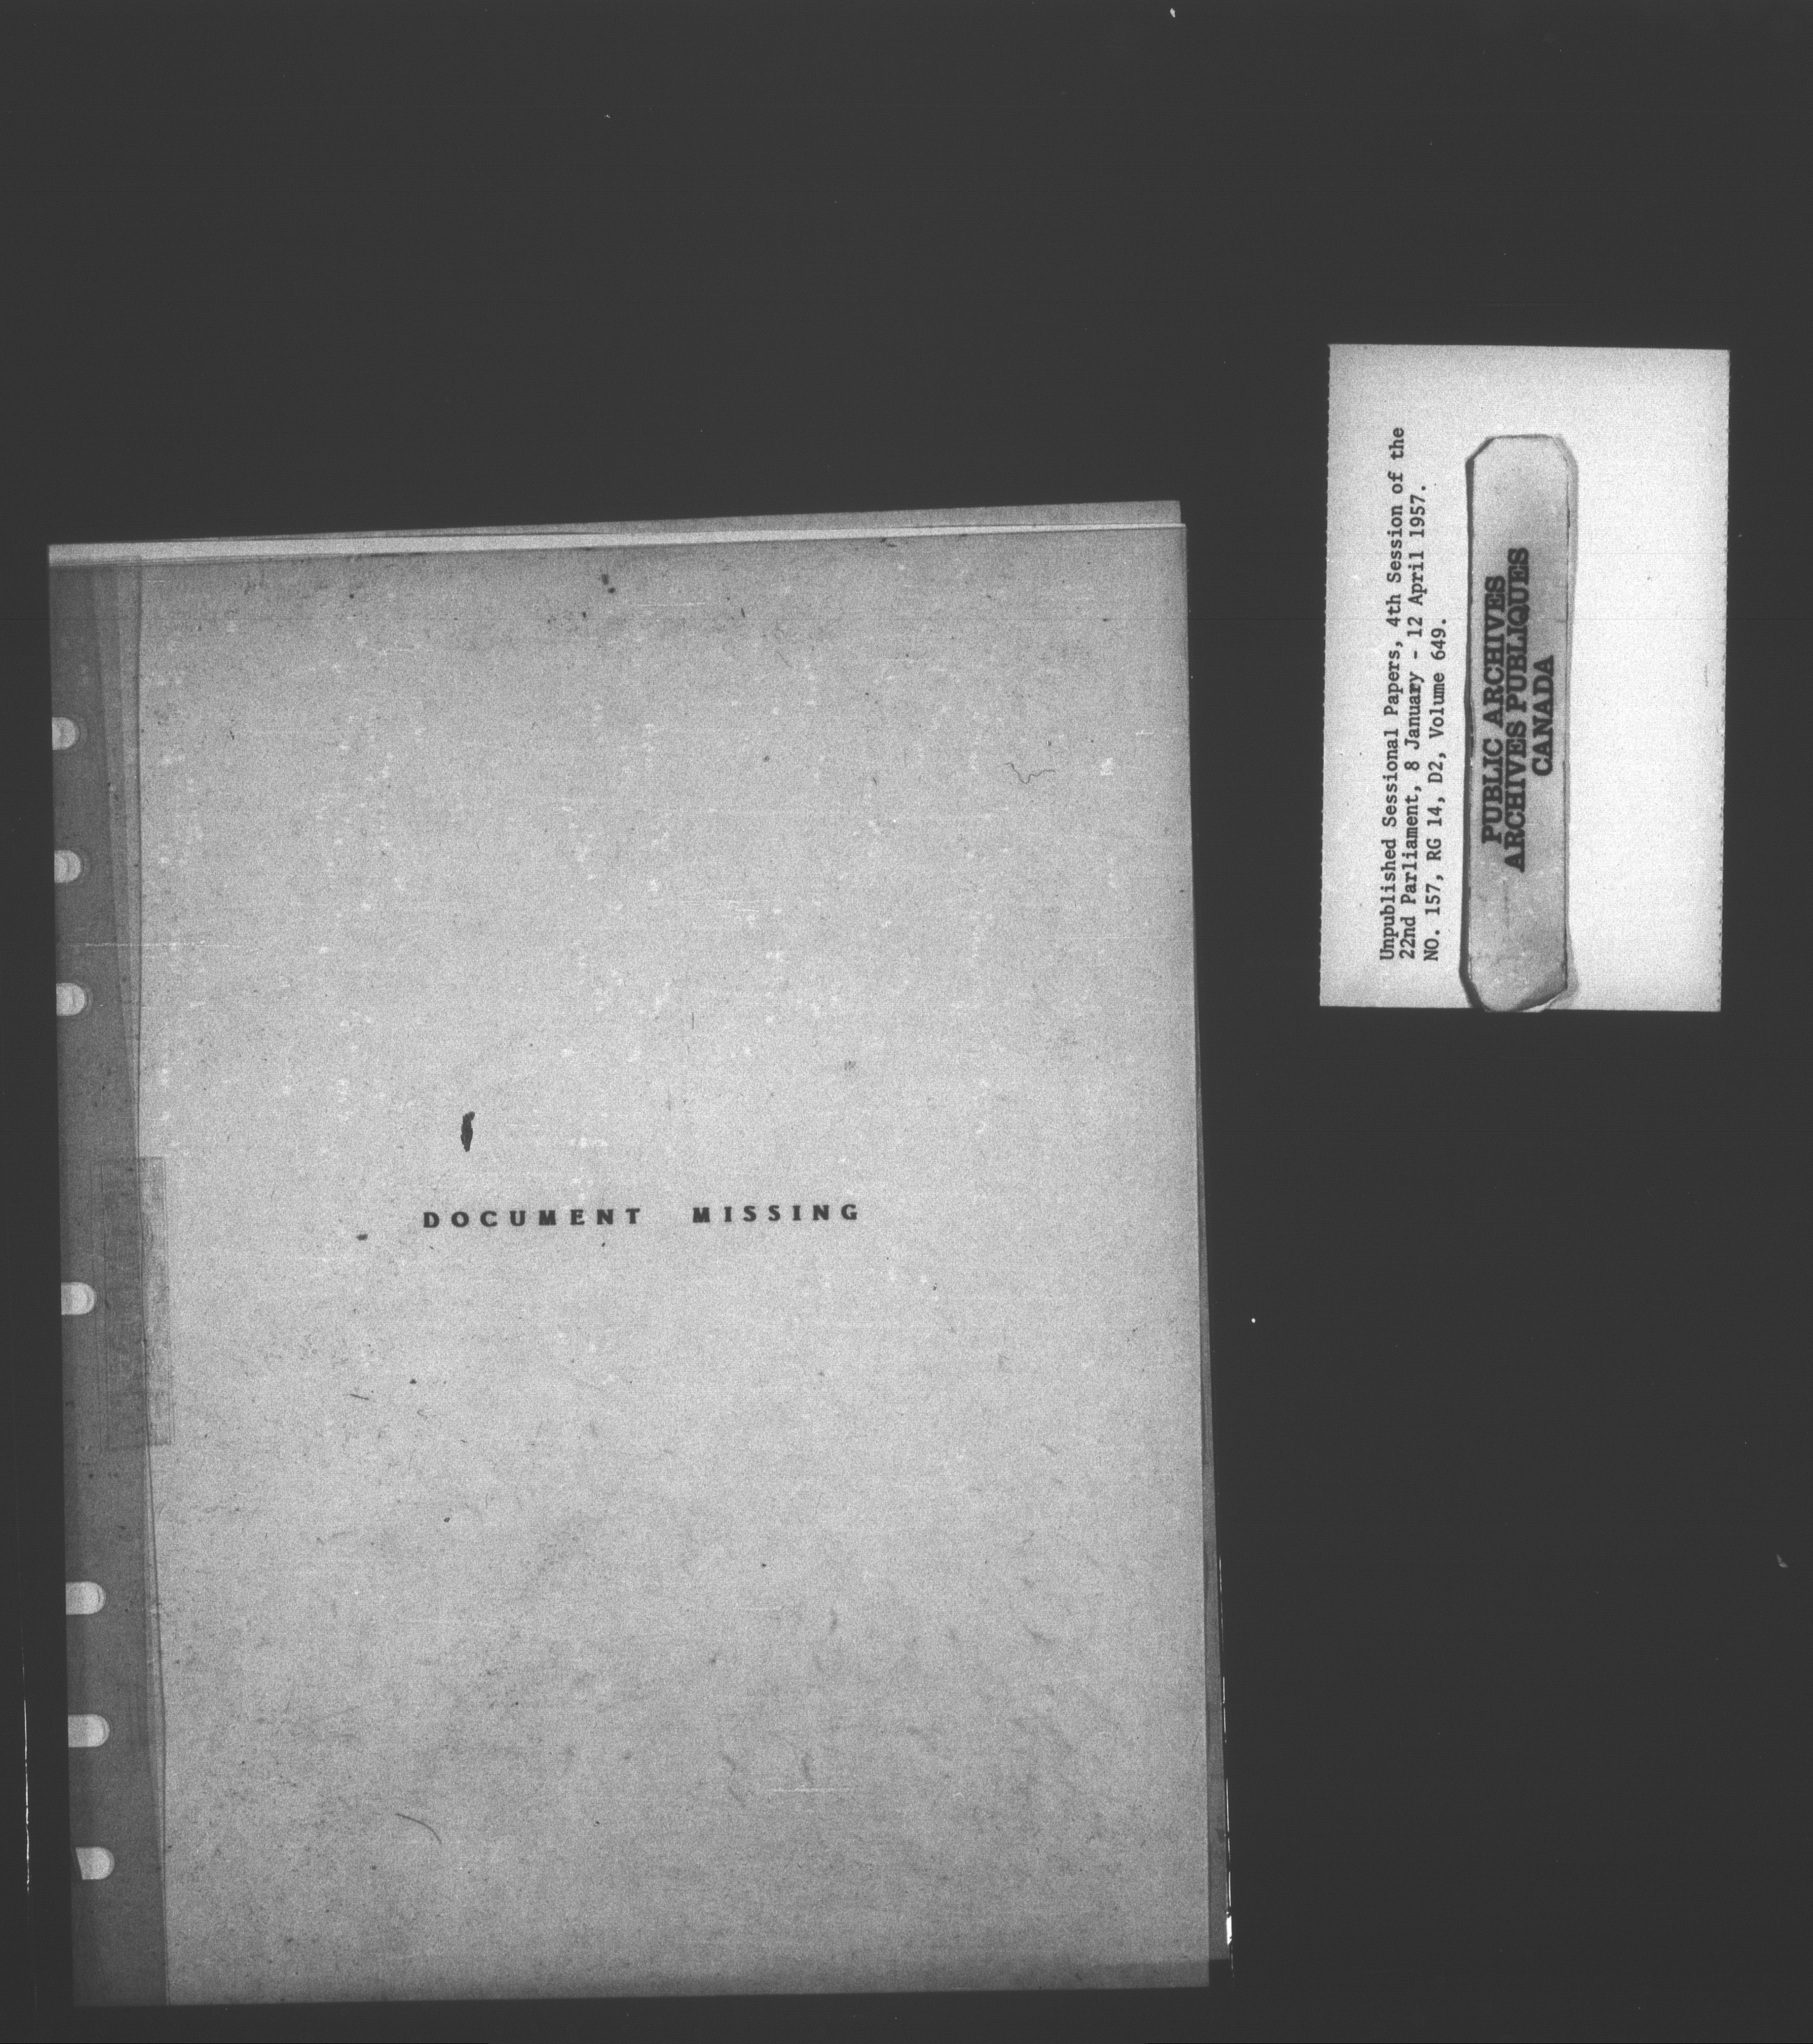 DOCUMENT MISSING
Unpublished Sessional Papers, 4th Session of the
22nd Parliament, 8 January - 12 April 1957.
NO. 157, RG 14, D2, Volume 649.
PUBLIC ARCHIVES
ARCHIVES PUBLIQUES
CANADA